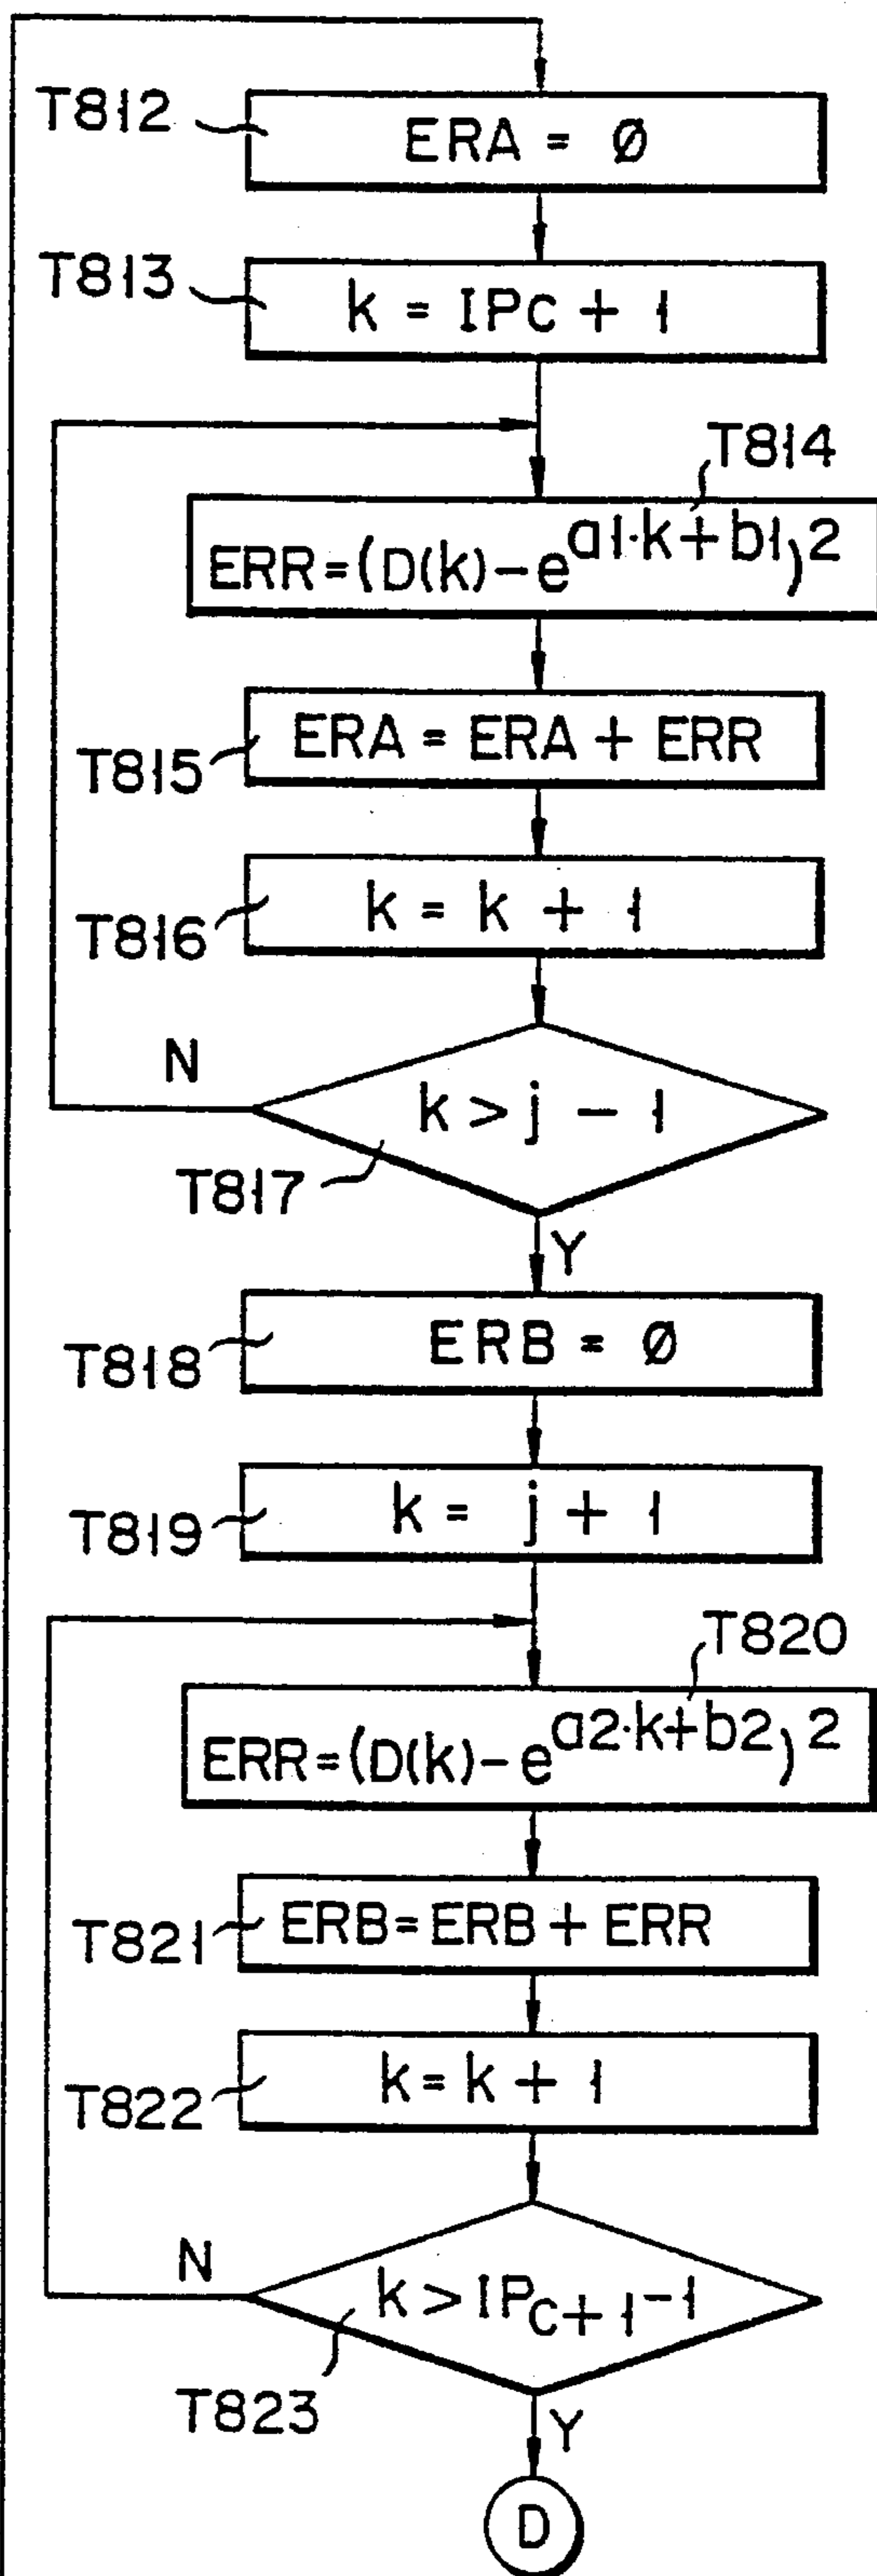 T812
ERA = Ø
T813
k = IPc + 1
T814
ERR=(D(k)-e^{a1·k+b1})^2
T815
ERA = ERA + ERR
T816
k = k + 1
N
k > j - 1
T817
Y
T818
ERB = Ø
T819
k = j + 1
T820
ERR=(D(k)-e^{a2·k+b2})^2
T821
ERB=ERB + ERR
T822
k=k + 1
N
k > IP_{C+1}-1
T823
Y
D